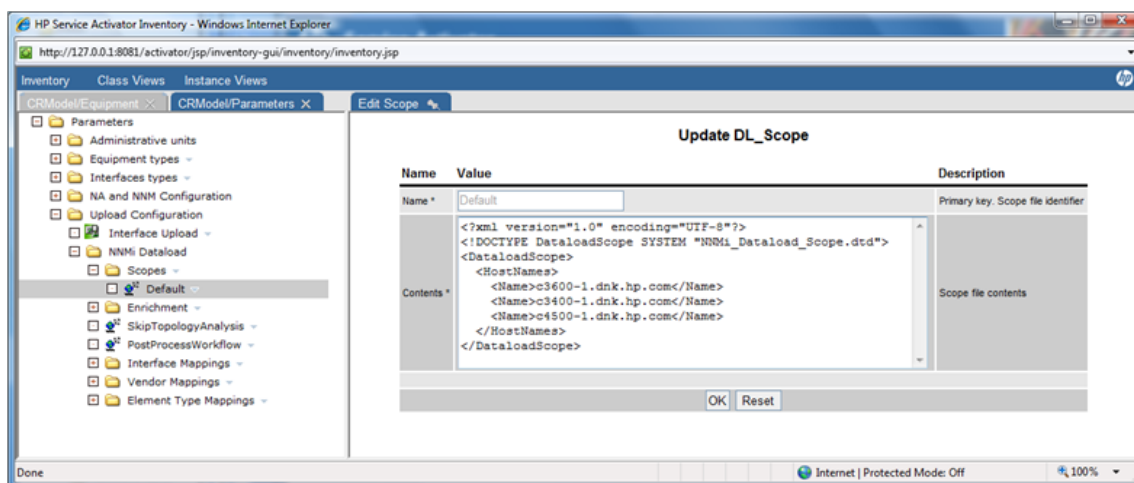 HP Service Activator Inventory - Windows Internet Explorer
http://127.0.0.1:8081/activator/jsp/inventory-gui/inventory/inventory.jsp
Inventory Class Views Instance Views
hp
CRModel/Equipment CRModel/Parameters Edit Scope
Parameters
Administrative units
Equipment types
Interfaces types
NA and NNM Configuration
Upload Configuration
Interface Upload
NNMi Dataload
Scopes
Default
Enrichment
SkipTopologyAnalysis
PostProcessWorkflow
Interface Mappings
Vendor Mappings
Element Type Mappings
Update DL_Scope
Name Value Description
Name * Default Primary key. Scope file identifier
Contents *
<?xml version="1.0" encoding="UTF-8"?>
<!DOCTYPE DataloadScope SYSTEM "NNMi_Dataload_Scope.dtd">
<DataloadScope>
<HostNames>
<Name>c3600-1.dnk.hp.com</Name>
<Name>c3400-1.dnk.hp.com</Name>
<Name>c4500-1.dnk.hp.com</Name>
</HostNames>
</DataloadScope>
Scope file contents
OK Reset
Done Internet | Protected Mode: Off 100%